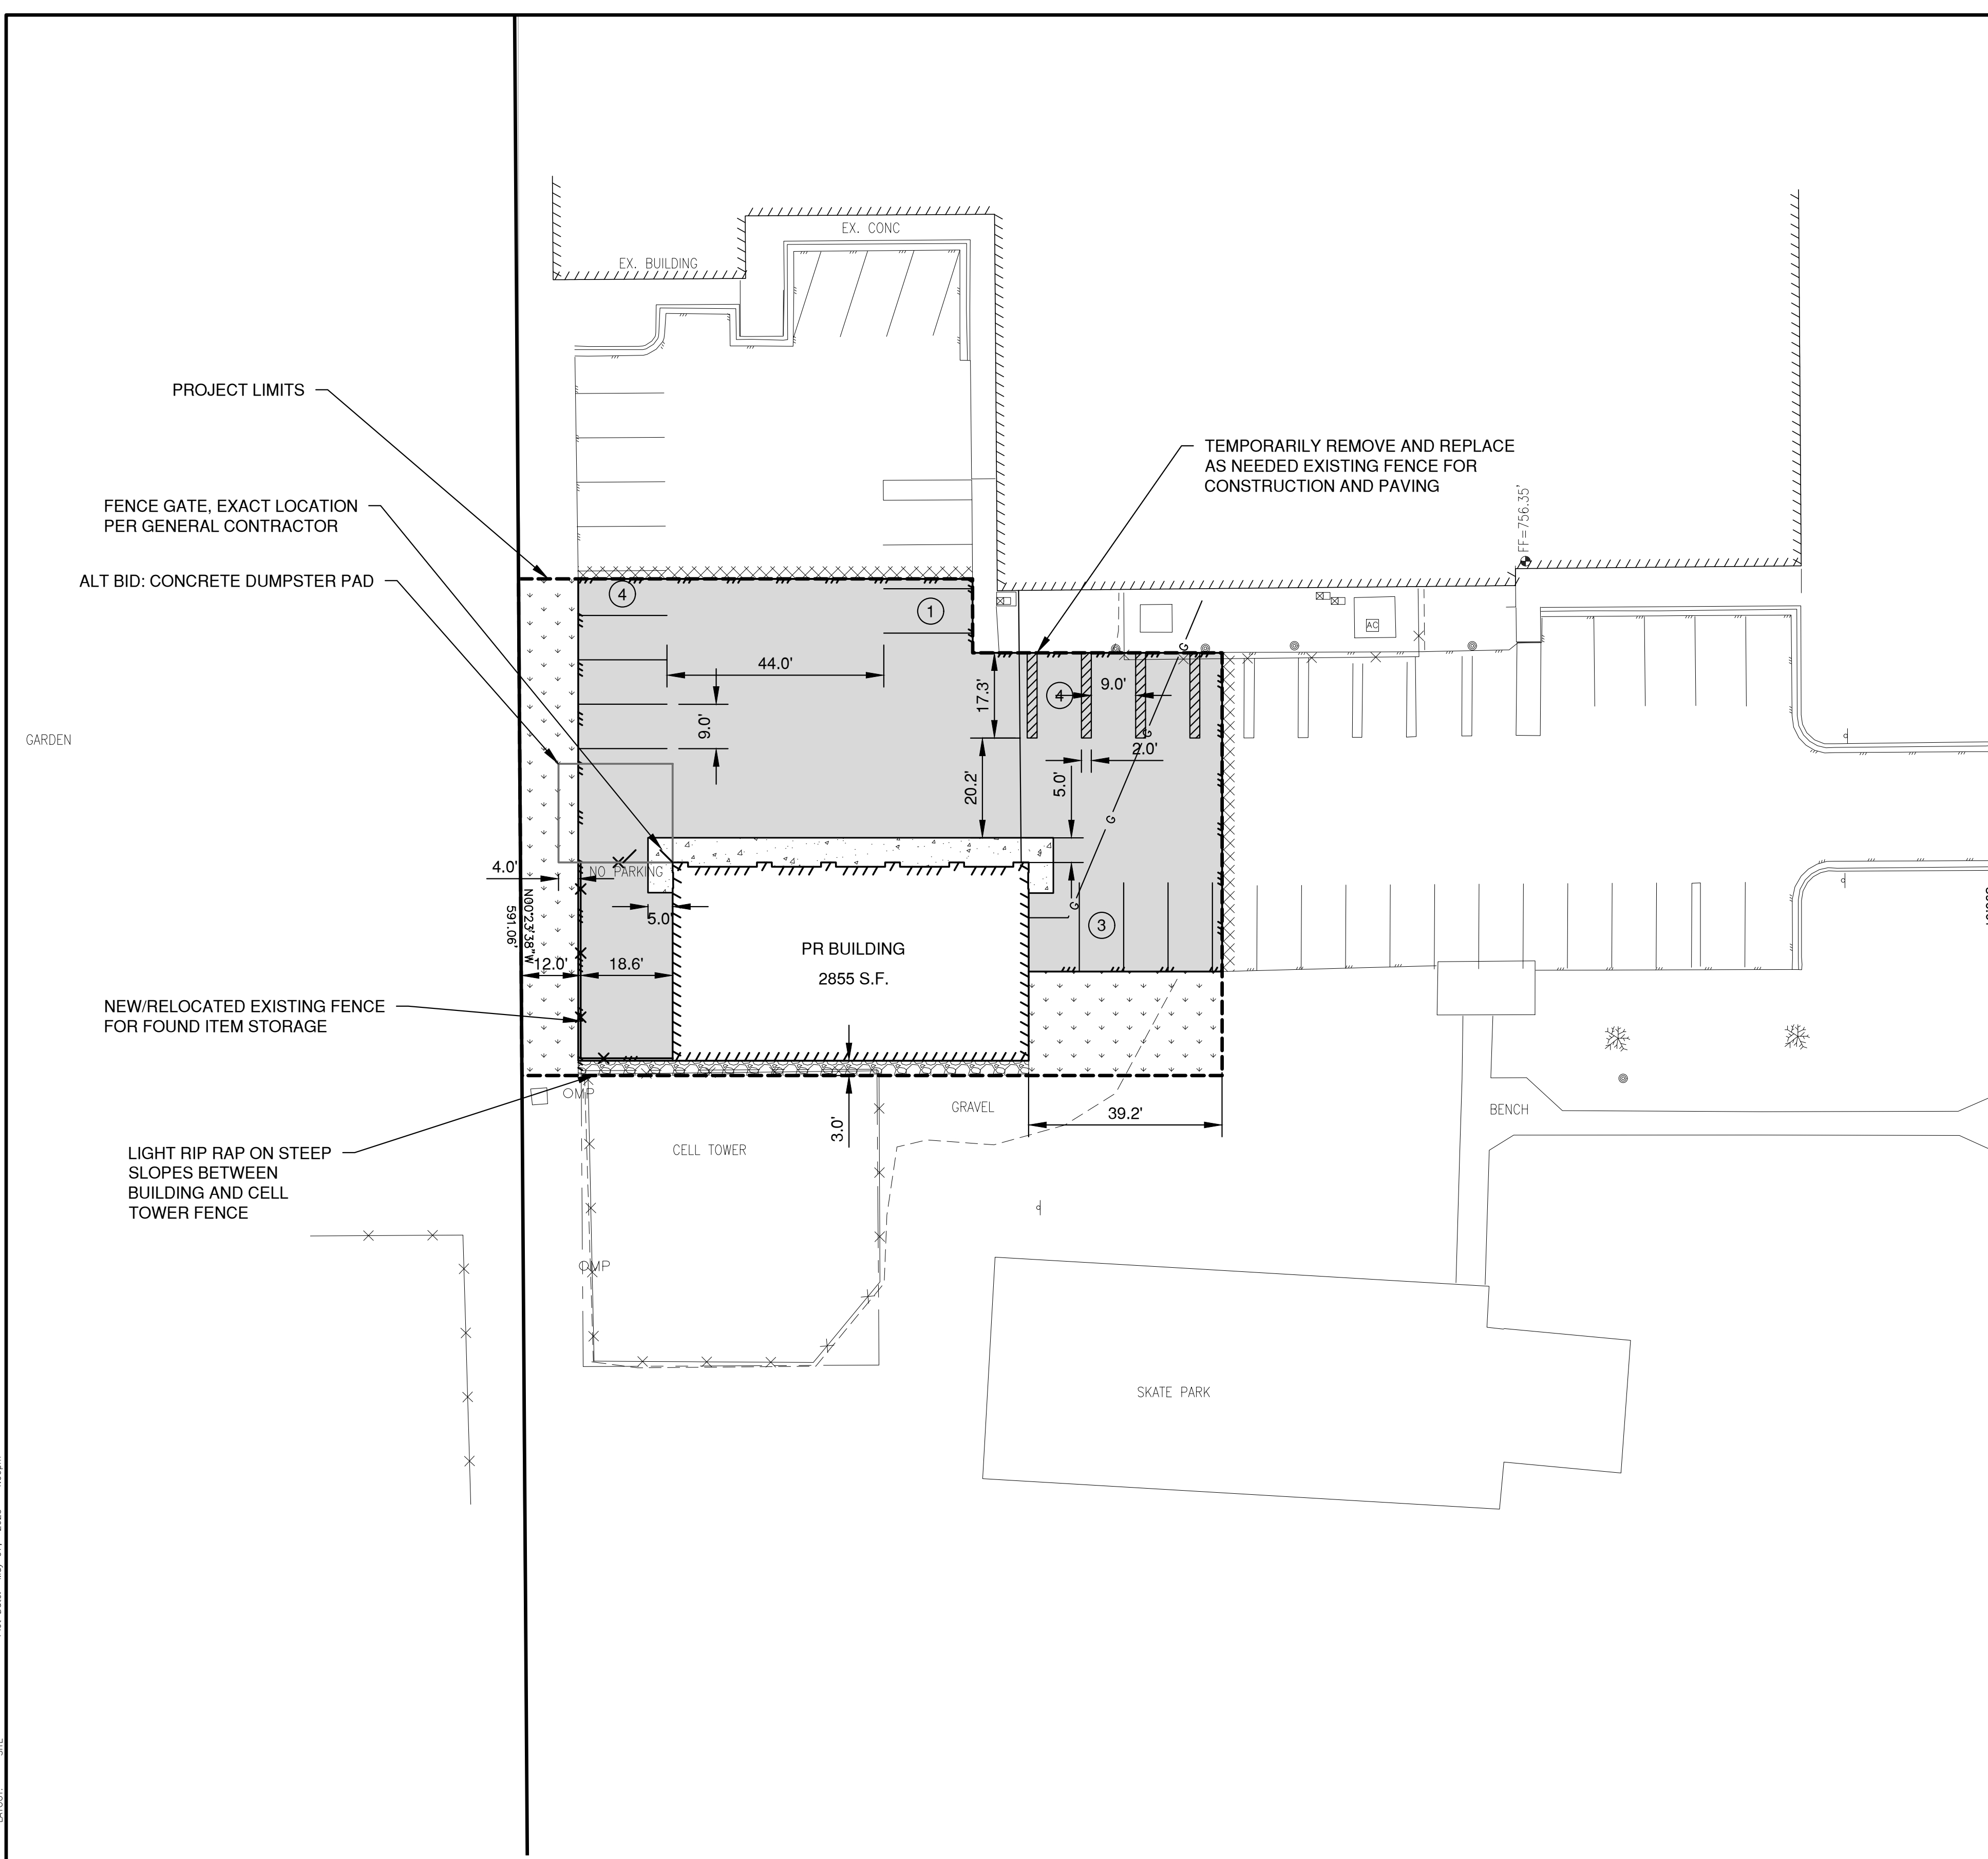 EX. CONC
EX. BUILDING
PROJECT LIMITS
TEMPORARILY REMOVE AND REPLACE
AS NEEDED EXISTING FENCE FOR
CONSTRUCTION AND PAVING
FF=756.35'
FENCE GATE, EXACT LOCATION
PER GENERAL CONTRACTOR
ALT BID: CONCRETE DUMPSTER PAD
4
1
AC
G
44.0'
17.3'
4
9.0'
9.0'
G
2.0'
GARDEN
20.2'
5.0'
G
4.0'
NO PARKING
N00°23'38"W
591.06'
5.0'
G
3
PR BUILDING
2855 S.F.
12.0'
18.6'
NEW/RELOCATED EXISTING FENCE
FOR FOUND ITEM STORAGE
OMP
GRAVEL
39.2'
BENCH
3.0'
CELL TOWER
LIGHT RIP RAP ON STEEP
SLOPES BETWEEN
BUILDING AND CELL
TOWER FENCE
OMP
SKATE PARK